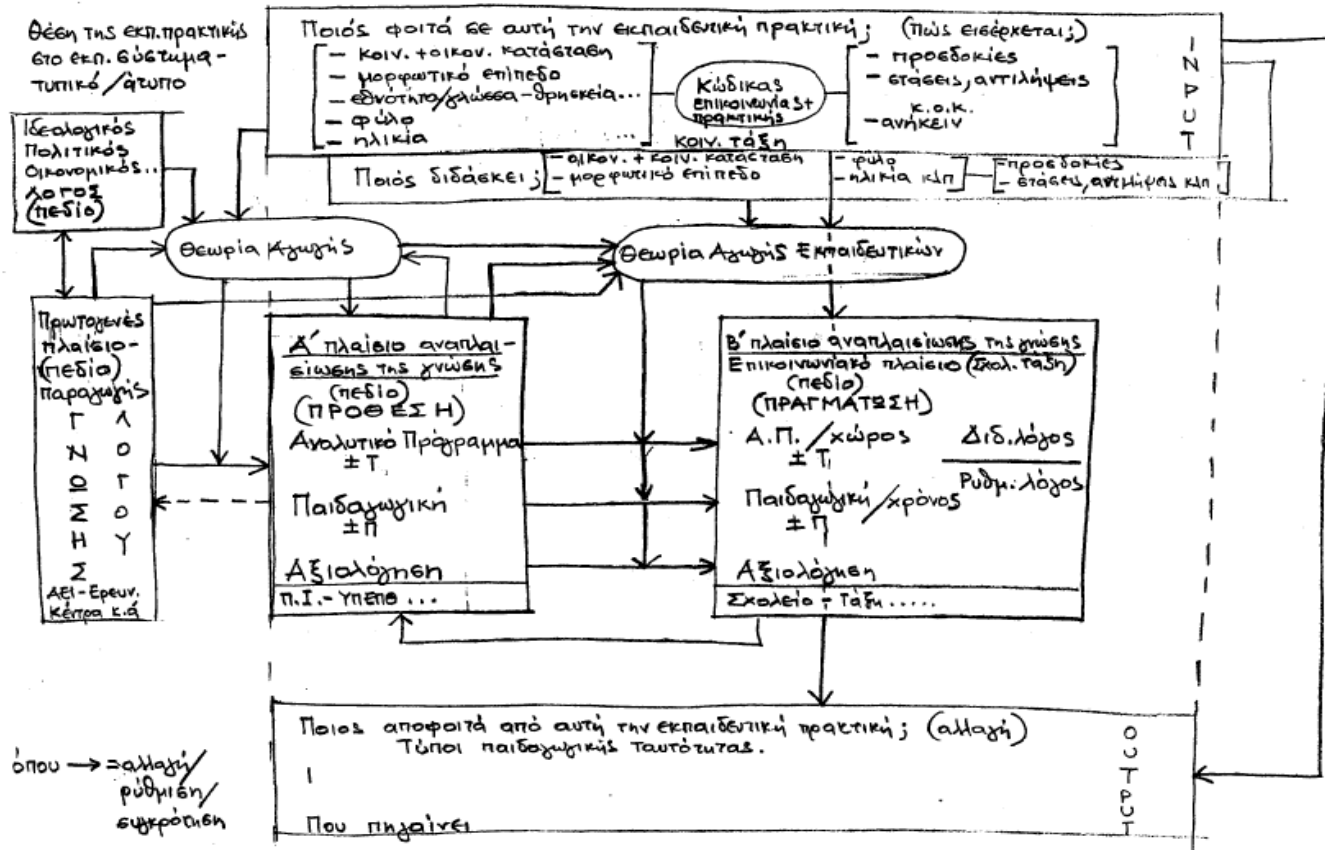 Θέση της εκπ. πρακτικής
στο εκπ. σύστημα-
τυπικό/άτυπο
Ποιός φοιτά σε αυτή την εκπαιδευτική πρακτική; (Πώς εισέρχεται;)
- κοιν. +οικον. κατάσταση
- μορφωτικό επίπεδο
- εθνότητα/γλώσσα-θρησκεία...
- φύλο
- ηλικία
....
Κώδικας
επικοινωνίας+
πρακτικής
κοιν. τάξη
- προσδοκίες
- στάσεις, αντιλήψεις
κ.ο.κ.
- ανήκειν
INPUT
Ποιός διδάσκει;
- οικον. + κοιν. κατάσταση
- μορφωτικό επίπεδο
- φύλο
- ηλικία κλπ
- προσδοκίες
- στάσεις, αντιλήψεις κλπ
Ιδεολογικός
Πολιτικός
Οικονομικός..
ΛΟΓΟΣ
(πεδίο)
Θεωρία Αγωγής
Θεωρία Αγωγής Εκπαιδευτικών
Πρωτογενές
πλαίσιο-
(πεδίο)
παραγωγής
ΓΝΩΣΗΣ
ΛΟΓΟΥ
ΑΕΙ-Ερευν.
Κέντρα κ.ά
Α΄ πλαίσιο αναπλαι-
σίωσης της γνώσης
(πεδίο)
(ΠΡΟΘΕΣΗ)
Αναλυτικό Πρόγραμμα
±Τ
Παιδαγωγική
±Π
Αξιολόγηση
Π.Ι.-ΥΠΕΠΘ...
Β΄ πλαίσιο αναπλαισίωσης της γνώσης
Επικοινωνιακό πλαίσιο (Σχολ. τάξη)
(πεδίο)
(ΠΡΑΓΜΑΤΩΣΗ)
Α.Π./χώρος
±Τ
Διδ. λόγος
Ρυθμ. λόγος
Παιδαγωγική/χρόνος
±Π
Αξιολόγηση
Σχολείο - τάξη.....
Ποιος αποφοιτά από αυτή την εκπαιδευτική πρακτική; (αλλαγή)
Τύποι παιδαγωγικής ταυτότητας.
Που πηγαίνει
OUTPUT
όπου → =αλλαγή/
ρύθμιση/
συγκρότηση